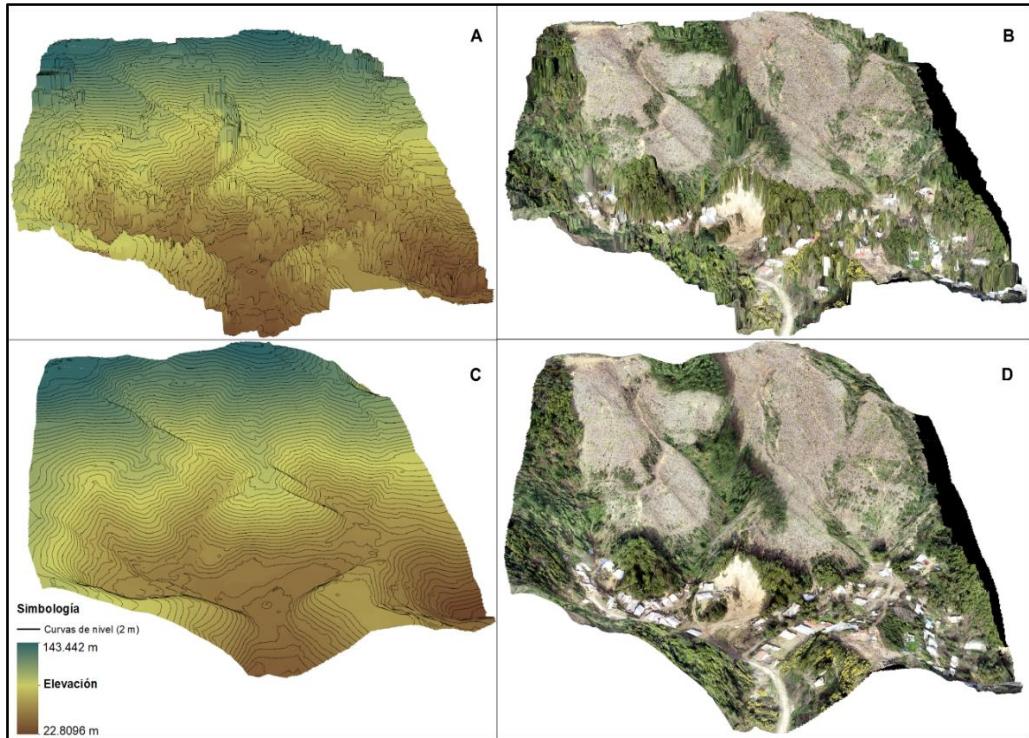 A
B
C
D
Simbología
Curvas de nivel (2 m)
143.442 m
Elevación
22.8096 m